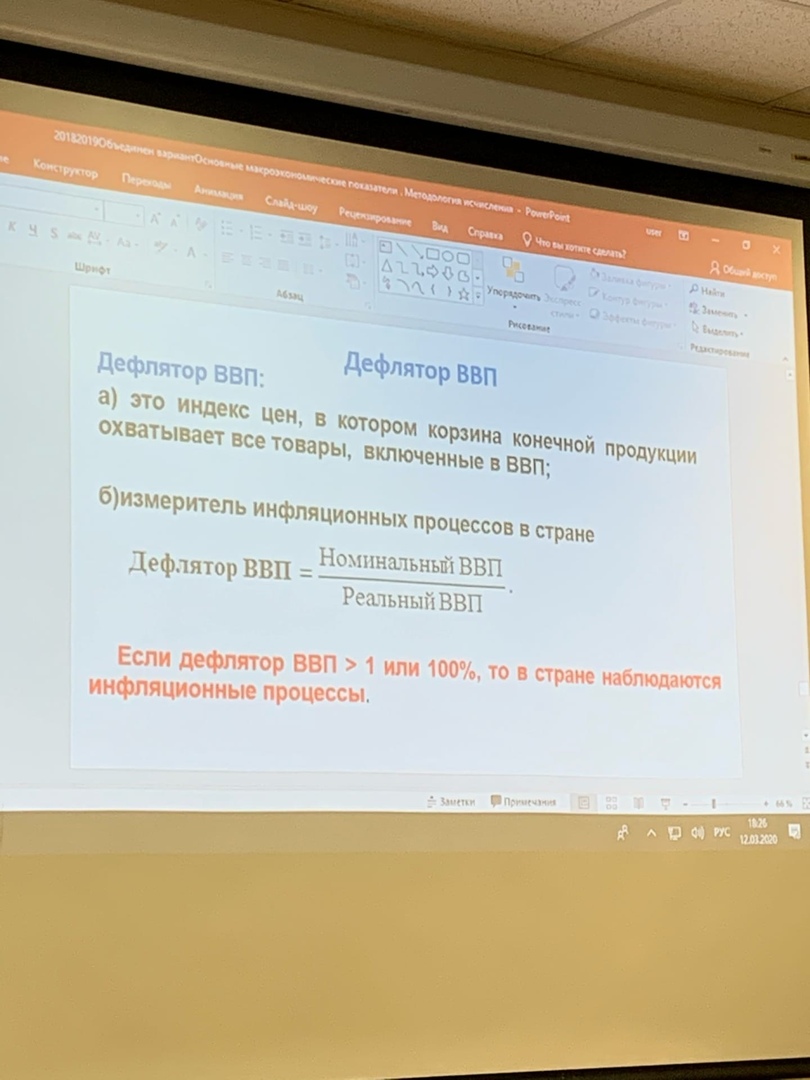 20182019Объединен вариантОсновные макроэкономические показатели . Методология исчисления - PowerPoint
user
Конструктор Переходы Анимация Слайд-шоу Рецензирование Вид Справка Что вы хотите сделать? Общий доступ
К Ч S abc AV Aa А
Шрифт
Абзац
Упорядочить
Экспресс-
стили
Рисование
Заливка фигуры
Контур фигуры
Эффекты фигуры
Найти
Заменить
Выделить
Редактирование
Дефлятор ВВП: Дефлятор ВВП
а) это индекс цен, в котором корзина конечной продукции
охватывает все товары, включенные в ВВП;
б)измеритель инфляционных процессов в стране
Дефлятор ВВП = Номинальный ВВП
Реальный ВВП .
Если дефлятор ВВП > 1 или 100%, то в стране наблюдаются
инфляционные процессы.
Заметки Примечания 66 %
РУС
18:26
12.03.2020